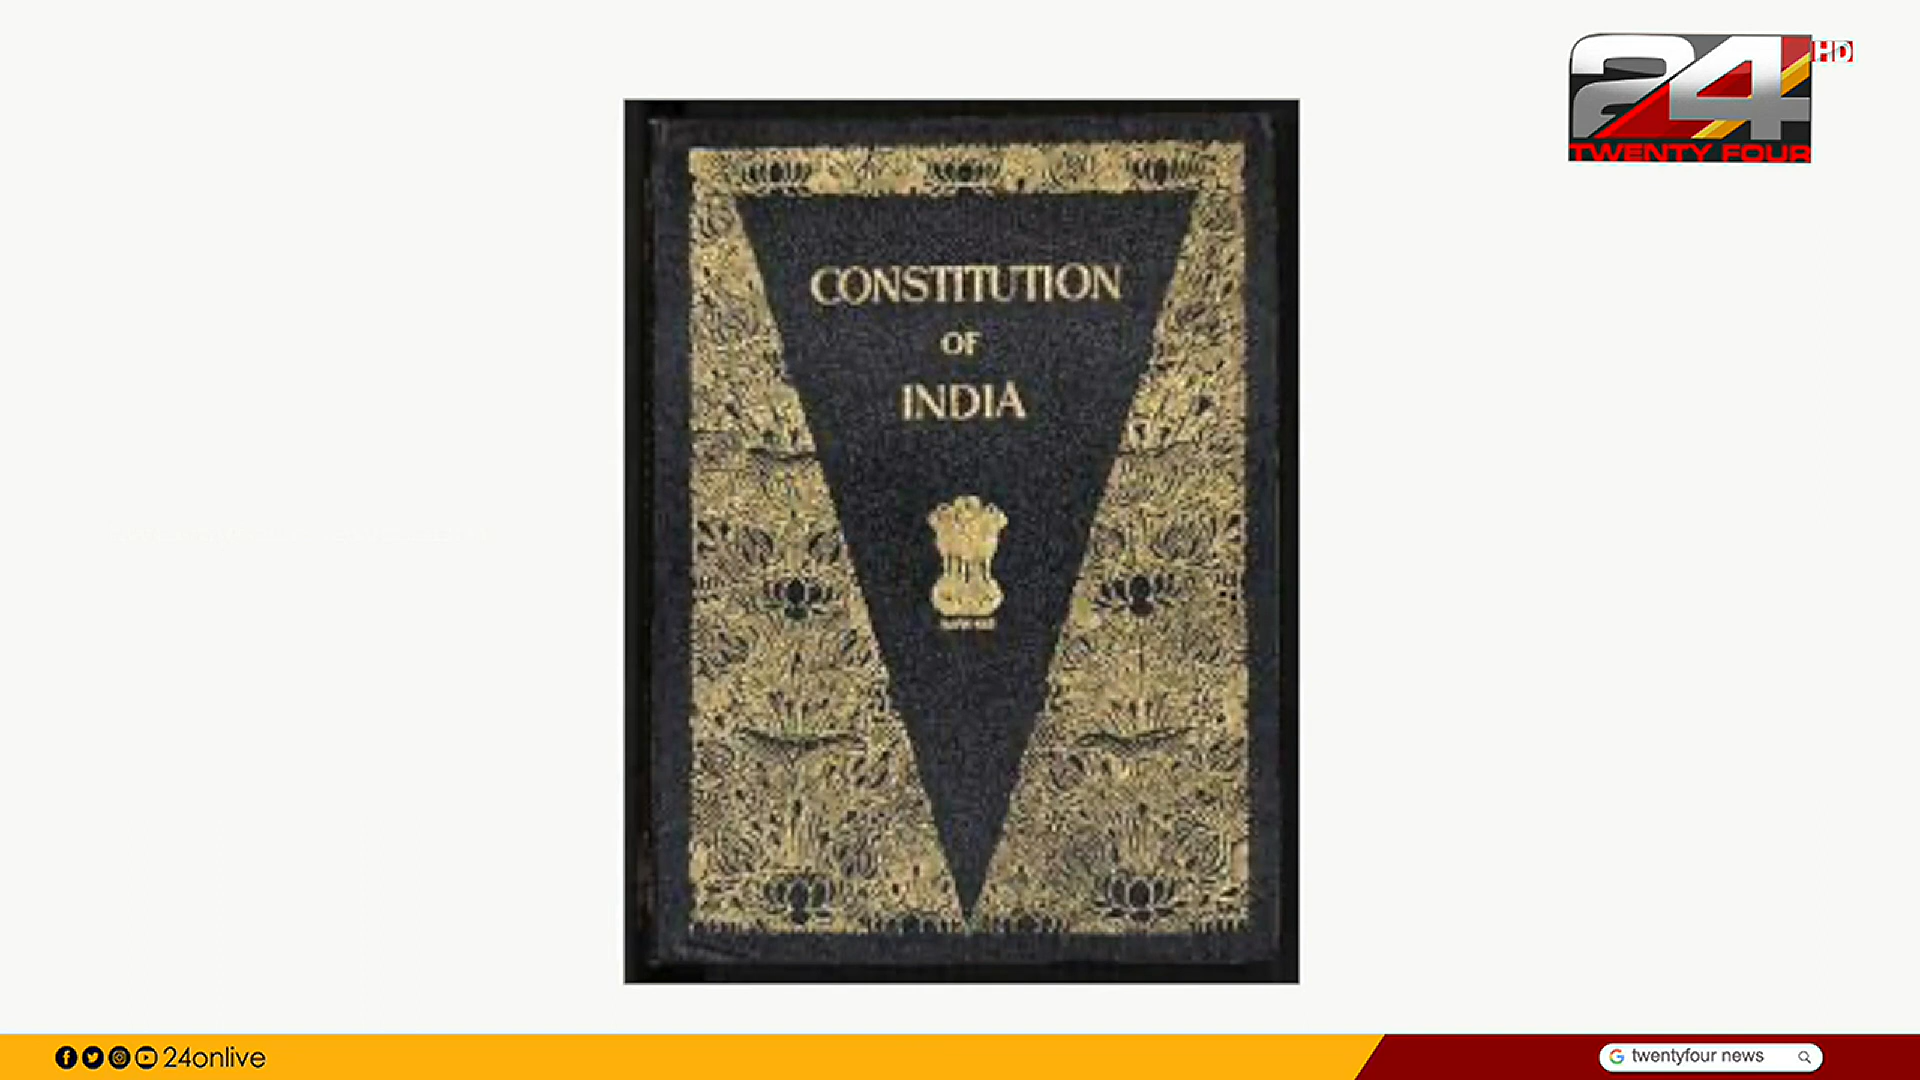 24 HD
TWENTY FOUR
CONSTITUTION
OF
INDIA
24onlive
twentyfour news